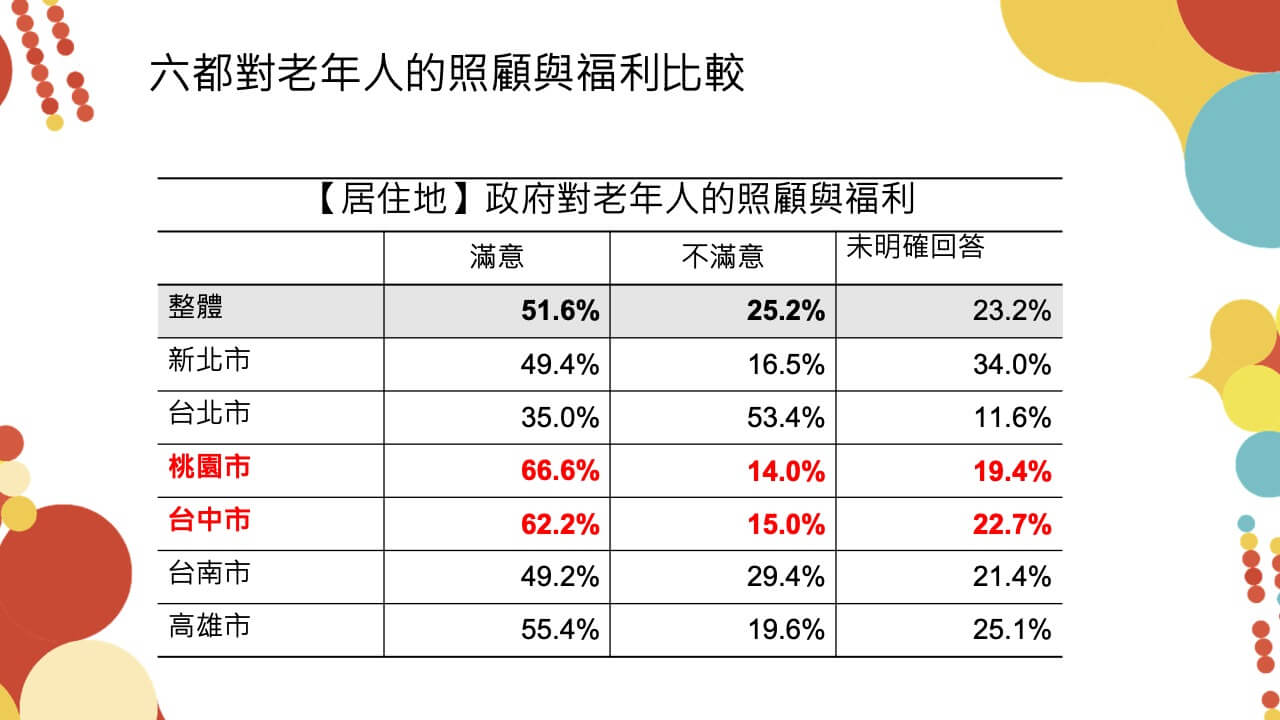 六都對老年人的照顧與福利比較
【居住地】政府對老年人的照顧與福利
滿意 不滿意 未明確回答
整體 51.6% 25.2% 23.2%
新北市 49.4% 16.5% 34.0%
台北市 35.0% 53.4% 11.6%
桃園市 66.6% 14.0% 19.4%
台中市 62.2% 15.0% 22.7%
台南市 49.2% 29.4% 21.4%
高雄市 55.4% 19.6% 25.1%